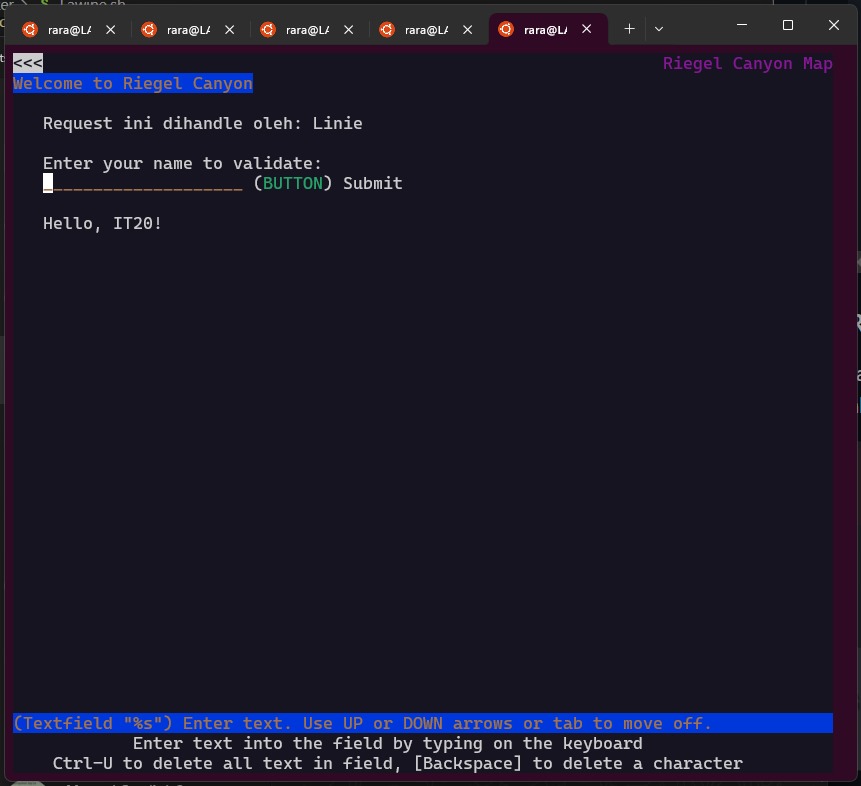 rara@LA rara@LA rara@LA rara@LA rara@LA
<<< Riegel Canyon Map
Welcome to Riegel Canyon
Request ini dihandle oleh: Linie
Enter your name to validate:
____________________ (BUTTON) Submit
Hello, IT20!
(Textfield "%s") Enter text. Use UP or DOWN arrows or tab to move off.
Enter text into the field by typing on the keyboard
Ctrl-U to delete all text in field, [Backspace] to delete a character